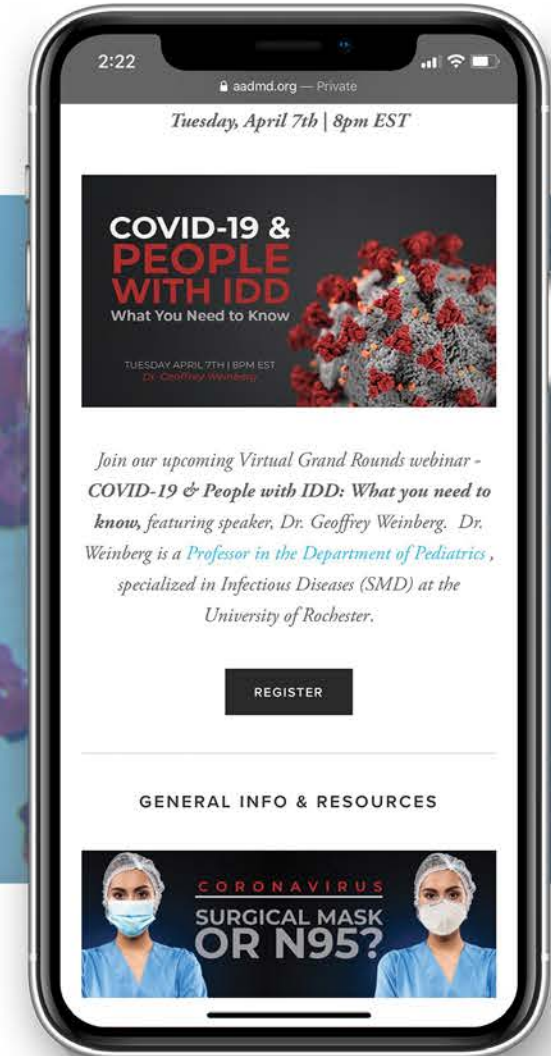 2:22
aadmd.org — Private
Tuesday, April 7th | 8pm EST
COVID-19 &
PEOPLE
WITH IDD
What You Need to Know
TUESDAY APRIL 7TH | 8PM EST
Dr. Geoffrey Weinberg
Join our upcoming Virtual Grand Rounds webinar -
COVID-19 & People with IDD: What you need to
know, featuring speaker, Dr. Geoffrey Weinberg. Dr.
Weinberg is a Professor in the Department of Pediatrics ,
specialized in Infectious Diseases (SMD) at the
University of Rochester.
REGISTER
GENERAL INFO & RESOURCES
CORONAVIRUS
SURGICAL MASK
OR N95?